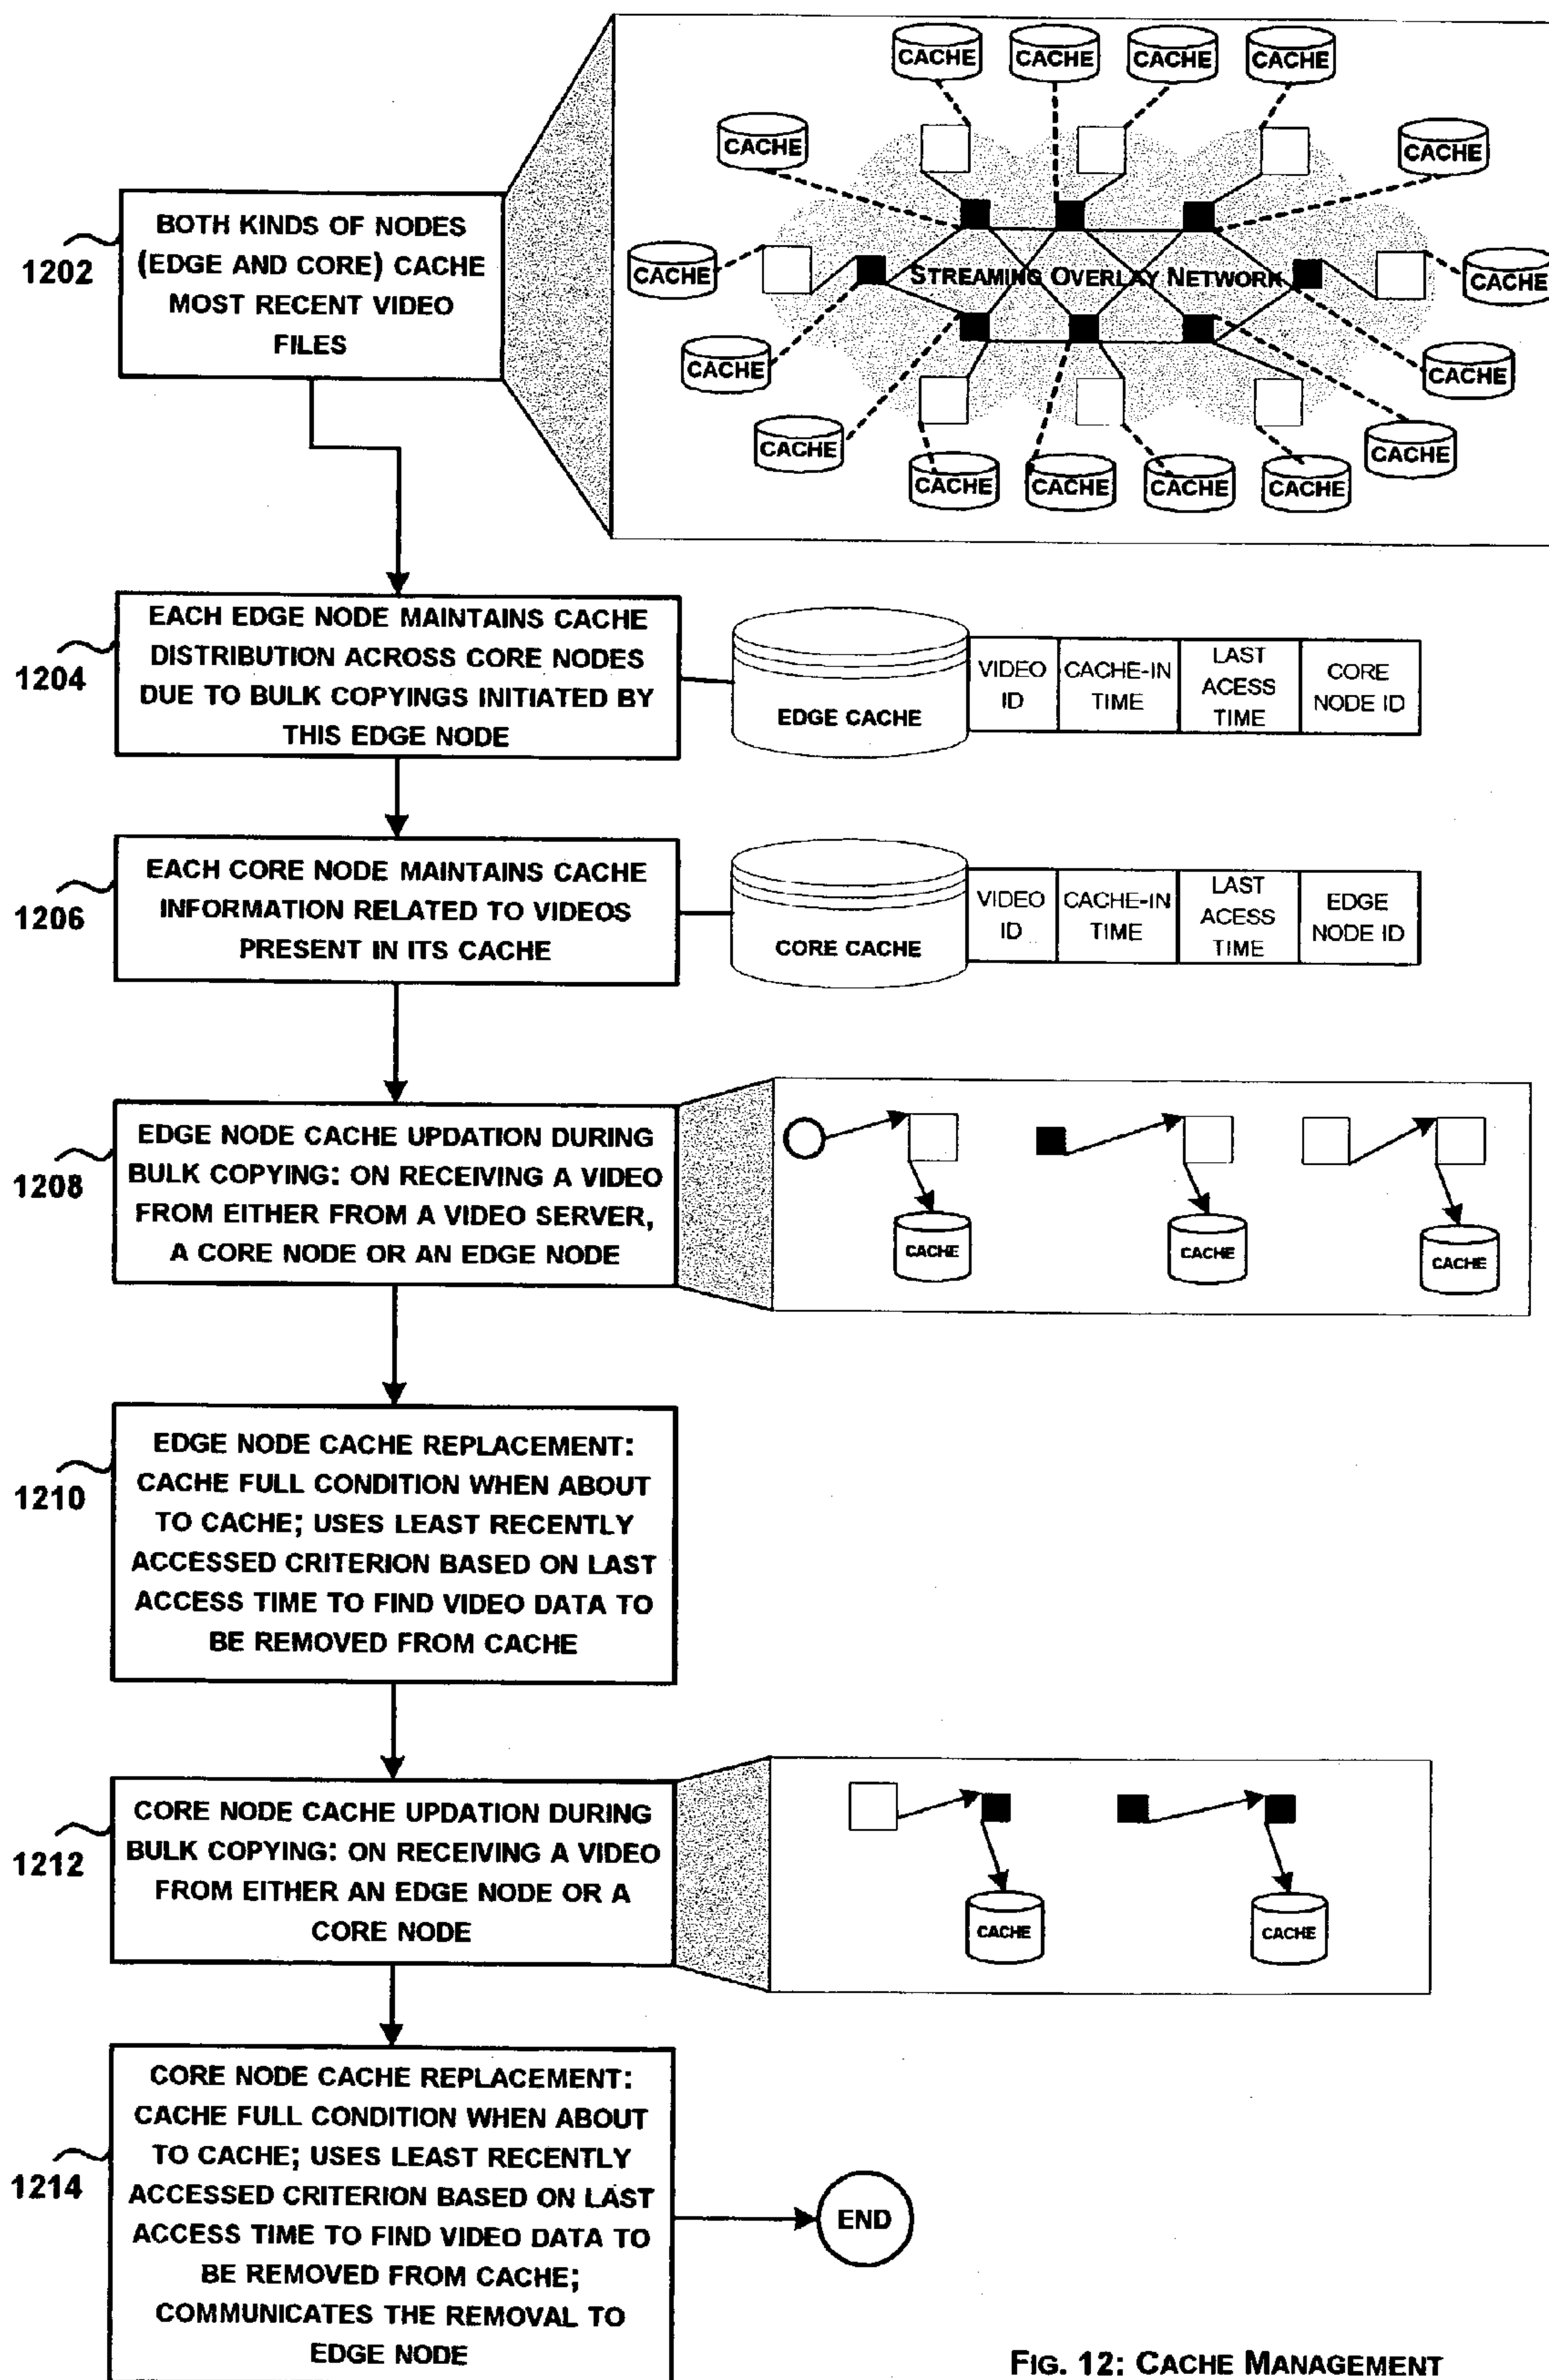 CACHE
CACHE
CACHE
CACHE
CACHE
CACHE
CACHE
STREAMING OVERLAY NETWORK
CACHE
CACHE
CACHE
CACHE
CACHE
CACHE
CACHE
CACHE
CACHE
1202
BOTH KINDS OF NODES
(EDGE AND CORE) CACHE
MOST RECENT VIDEO
FILES
1204
EACH EDGE NODE MAINTAINS CACHE
DISTRIBUTION ACROSS CORE NODES
DUE TO BULK COPYINGS INITIATED BY
THIS EDGE NODE
EDGE CACHE
VIDEO
ID
CACHE-IN
TIME
LAST
ACESS
TIME
CORE
NODE ID
1206
EACH CORE NODE MAINTAINS CACHE
INFORMATION RELATED TO VIDEOS
PRESENT IN ITS CACHE
CORE CACHE
VIDEO
ID
CACHE-IN
TIME
LAST
ACESS
TIME
EDGE
NODE ID
1208
EDGE NODE CACHE UPDATION DURING
BULK COPYING: ON RECEIVING A VIDEO
FROM EITHER FROM A VIDEO SERVER,
A CORE NODE OR AN EDGE NODE
CACHE
CACHE
CACHE
1210
EDGE NODE CACHE REPLACEMENT:
CACHE FULL CONDITION WHEN ABOUT
TO CACHE; USES LEAST RECENTLY
ACCESSED CRITERION BASED ON LAST
ACCESS TIME TO FIND VIDEO DATA TO
BE REMOVED FROM CACHE
1212
CORE NODE CACHE UPDATION DURING
BULK COPYING: ON RECEIVING A VIDEO
FROM EITHER AN EDGE NODE OR A
CORE NODE
CACHE
CACHE
1214
CORE NODE CACHE REPLACEMENT:
CACHE FULL CONDITION WHEN ABOUT
TO CACHE; USES LEAST RECENTLY
ACCESSED CRITERION BASED ON LAST
ACCESS TIME TO FIND VIDEO DATA TO
BE REMOVED FROM CACHE;
COMMUNICATES THE REMOVAL TO
EDGE NODE
END
FIG. 12: CACHE MANAGEMENT